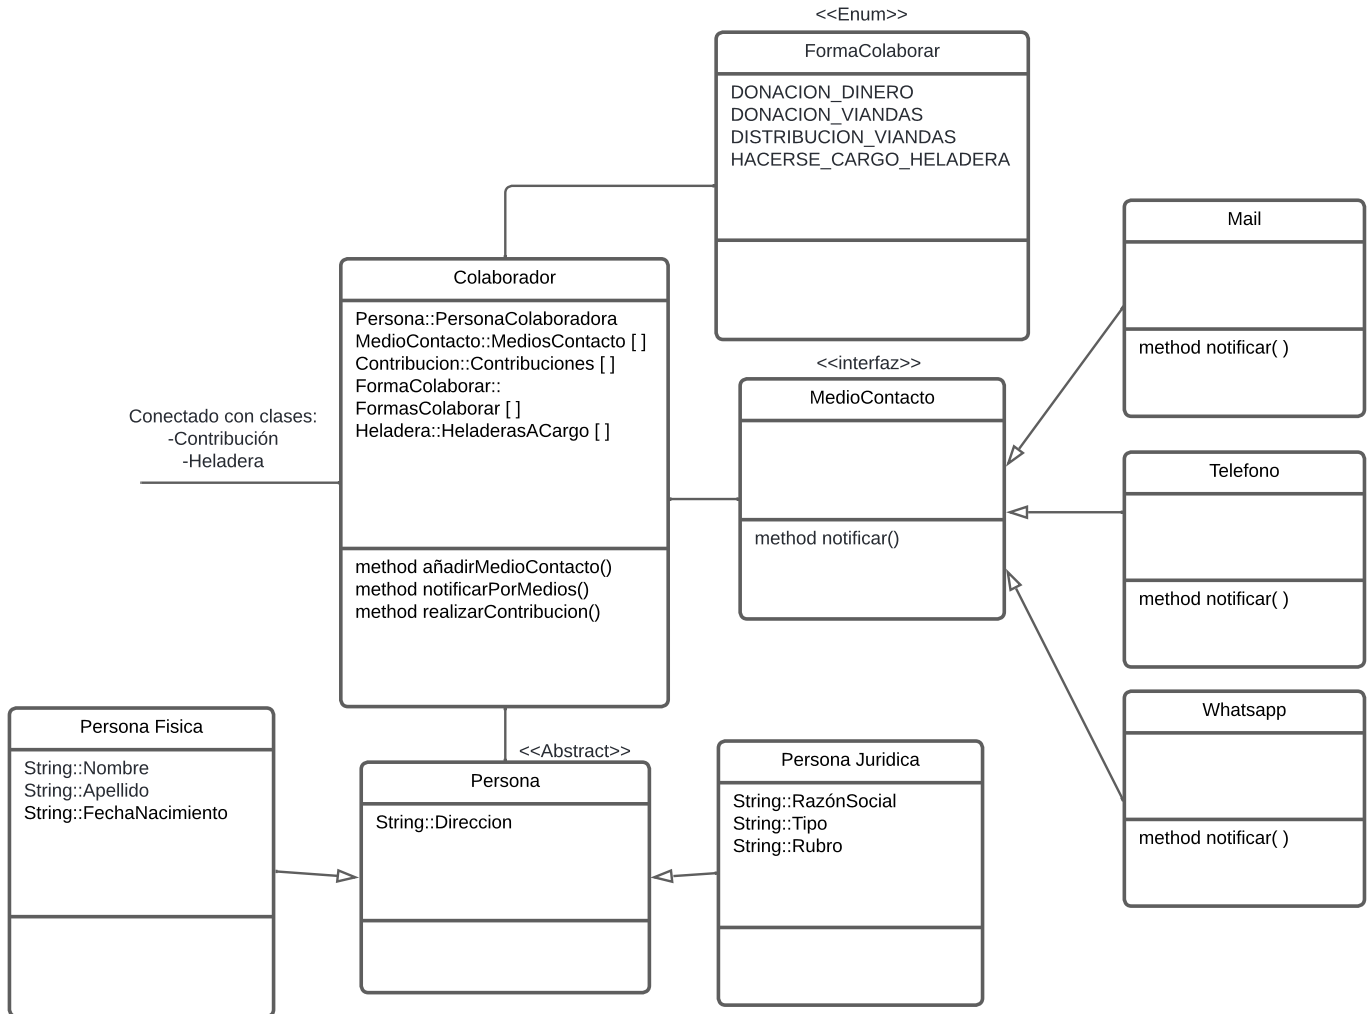 <<Enum>>
FormaColaborar
DONACION_DINERO
DONACION_VIANDAS
DISTRIBUCION_VIANDAS
HACERSE_CARGO_HELADERA
Colaborador
Persona::PersonaColaboradora
MedioContacto::MediosContacto [ ]
Contribucion::Contribuciones [ ]
FormaColaborar::
FormasColaborar [ ]
Heladera::HeladerasACargo [ ]
method añadirMedioContacto()
method notificarPorMedios()
method realizarContribucion()
Conectado con clases:
-Contribución
-Heladera
<<interfaz>>
MedioContacto
method notificar()
Mail
method notificar( )
Telefono
method notificar( )
Whatsapp
method notificar( )
Persona Fisica
String::Nombre
String::Apellido
String::FechaNacimiento
<<Abstract>>
Persona
String::Direccion
Persona Juridica
String::RazónSocial
String::Tipo
String::Rubro